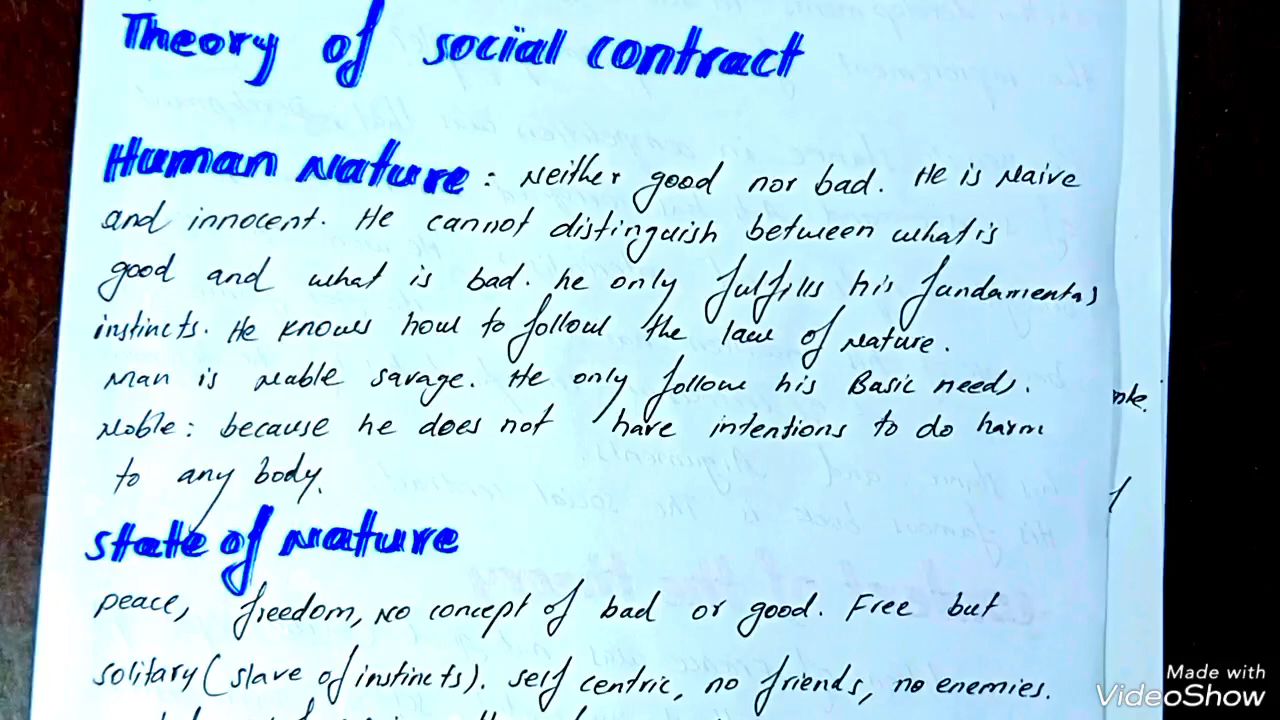 Theory of social contract
Human Nature : Neither good nor bad. He is Naive
and innocent. He cannot distinguish between what is
good and what is bad. he only fulfills his fundamental
instincts. He knows how to follow the law of Nature.
Man is Noble savage. He only follow his Basic needs.
Noble : because he does not have intentions to do harm
to any body.
State of Nature
peace, freedom, No concept of bad or good. Free but
solitary ( slave of instincts ). self centric, no friends, no enemies.
Made with
VideoShow